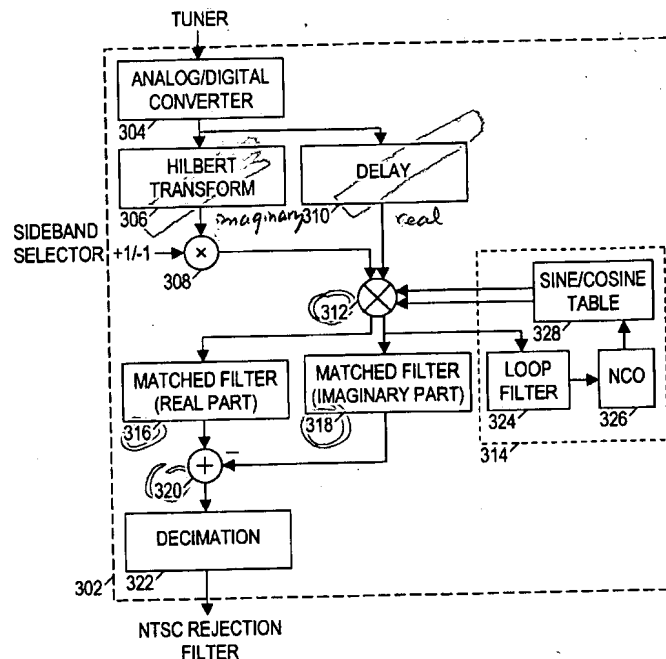 TUNER
ANALOG/DIGITAL
CONVERTER
304
HILBERT
TRANSFORM
306
DELAY
310
imaginary
real
SIDEBAND
SELECTOR +1/-1
×
308
312
SINE/COSINE
TABLE
328
MATCHED FILTER
(REAL PART)
316
MATCHED FILTER
(IMAGINARY PART)
318
LOOP
FILTER
324
NCO
326
314
+
−
320
DECIMATION
322
302
NTSC REJECTION
FILTER